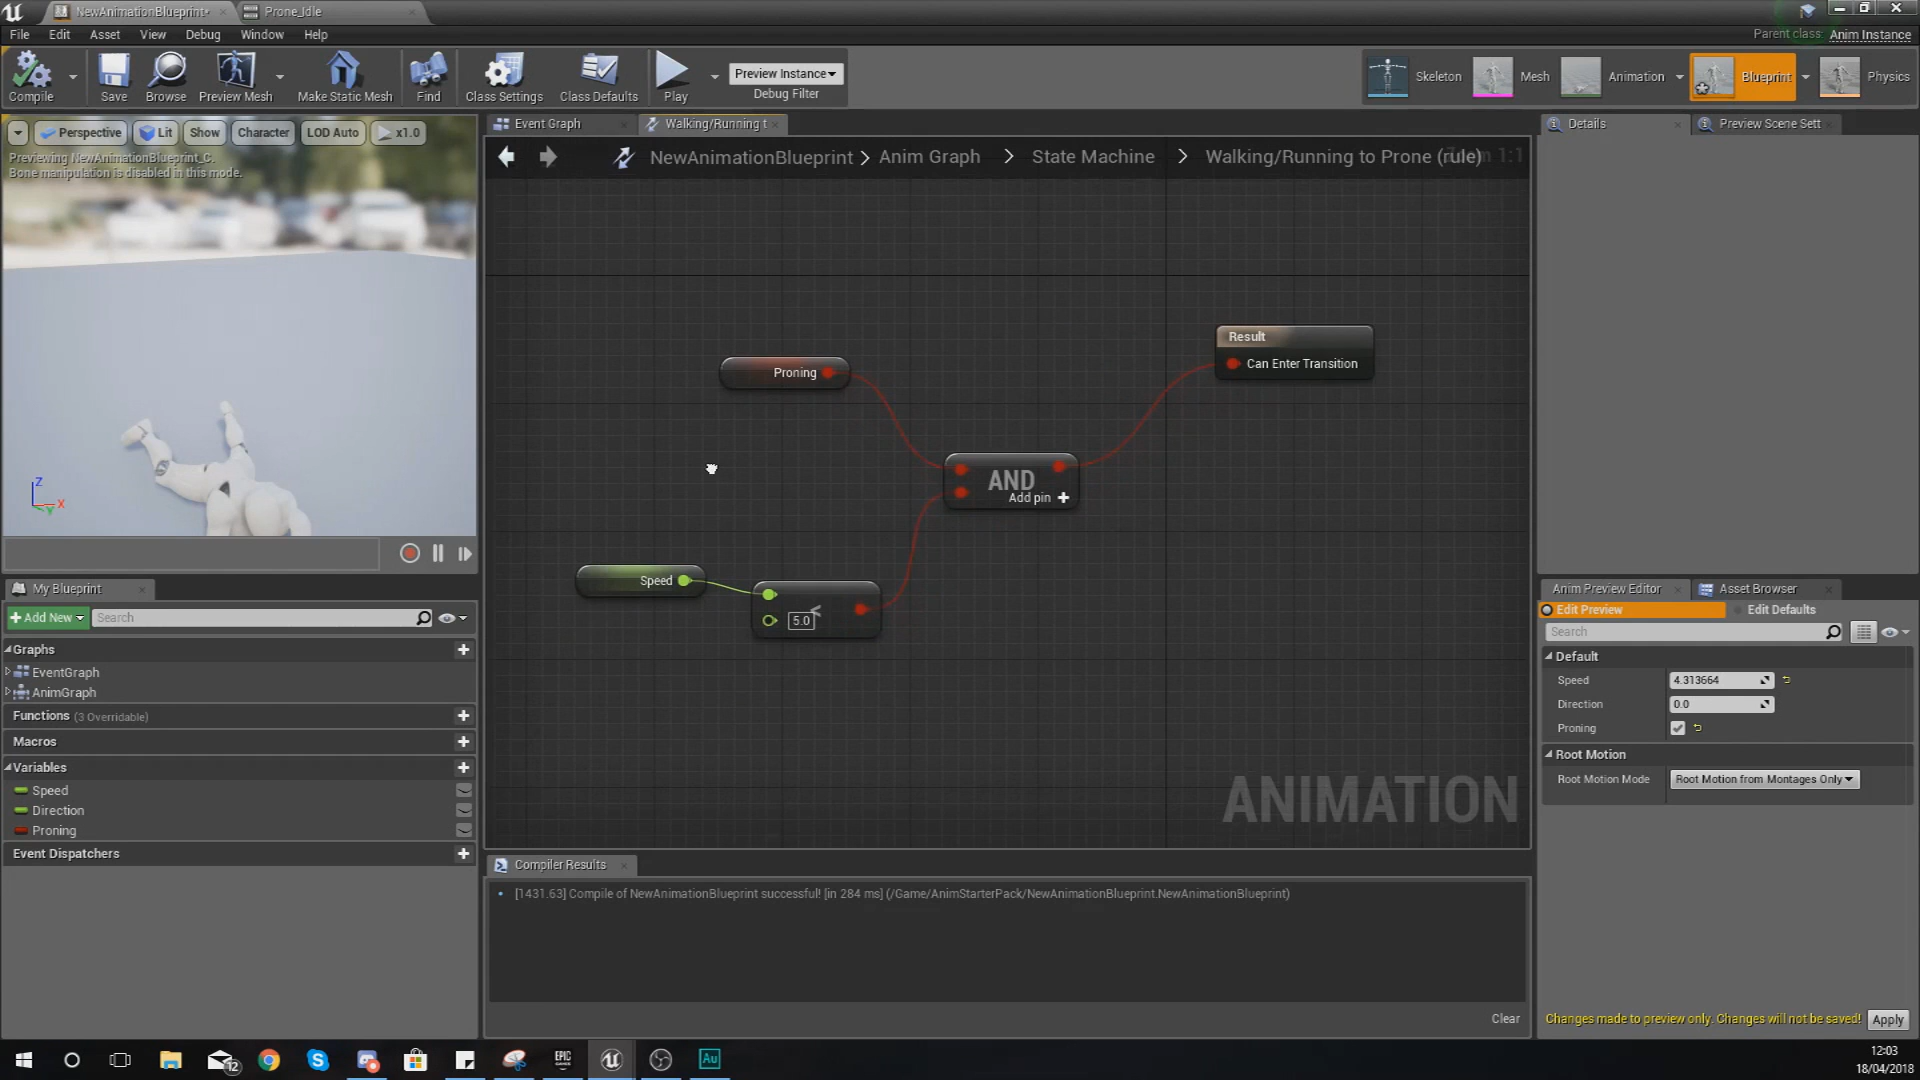 NewAnimationBlueprint*
Prone_Idle
File
Edit
Asset
View
Debug
Window
Help
Parent class: Anim Instance
Compile
Save
Browse
Preview Mesh
Make Static Mesh
Find
Class Settings
Class Defaults
Play
Preview Instance
Debug Filter
Skeleton
Mesh
Animation
Blueprint
Physics
Perspective
Lit
Show
Character
LOD Auto
x1.0
Previewing NewAnimationBlueprint_C.
Bone manipulation is disabled in this mode.
Z
X
Y
Event Graph
Walking/Running t
NewAnimationBlueprint > Anim Graph > State Machine > Walking/Running to Prone (rule)
Zoom 1:1
Proning
Result
Can Enter Transition
AND
Add pin +
Speed
<
5.0
ANIMATION
Details
Preview Scene Sett
My Blueprint
+ Add New
Search
Graphs
EventGraph
AnimGraph
Functions (3 Overridable)
Macros
Variables
Speed
Direction
Proning
Event Dispatchers
Compiler Results
[1431.63] Compile of NewAnimationBlueprint successful! [in 284 ms] (/Game/AnimStarterPack/NewAnimationBlueprint.NewAnimationBlueprint)
Clear
Anim Preview Editor
Asset Browser
Edit Preview
Edit Defaults
Search
Default
Speed
4.313664
Direction
0.0
Proning
Root Motion
Root Motion Mode
Root Motion from Montages Only
Changes made to preview only. Changes will not be saved!
Apply
12
EPIC
GAMES
Au
12:03
18/04/2018